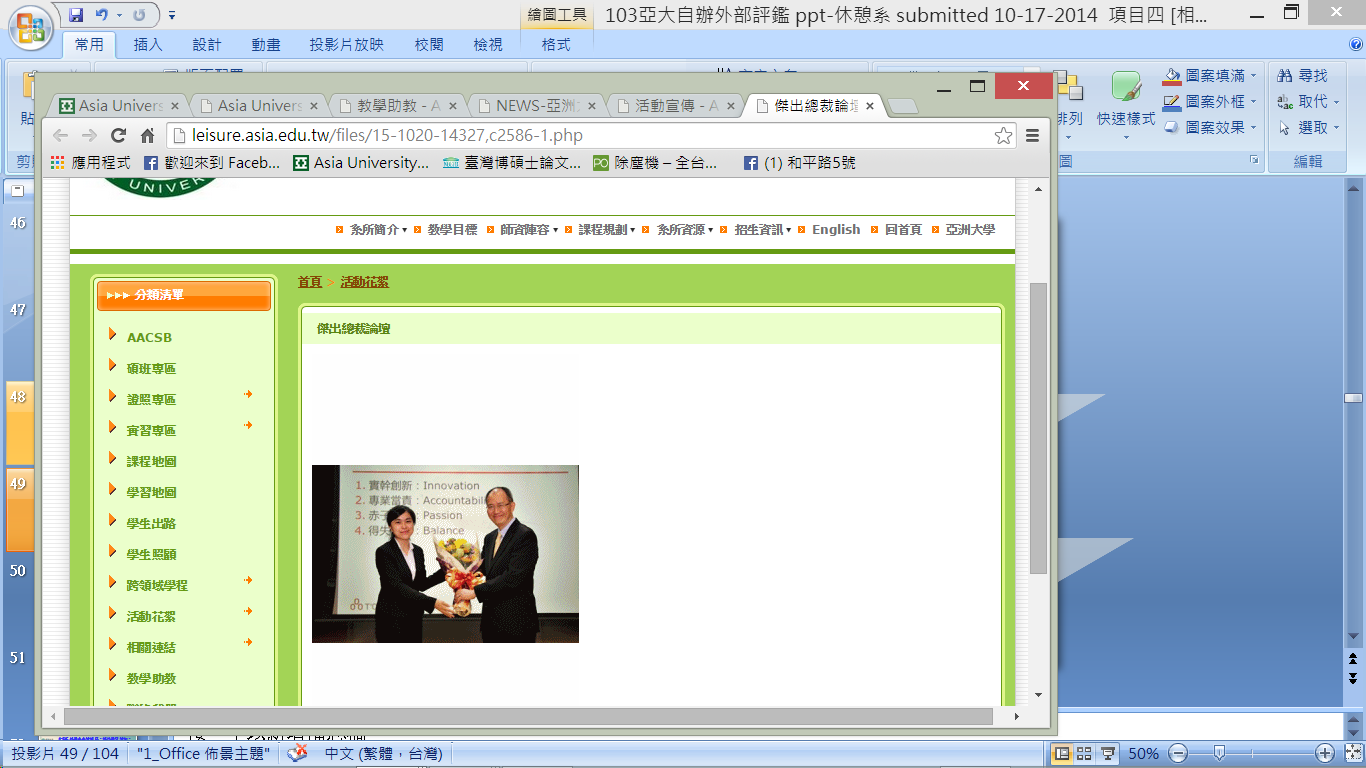 繪圖工具
103亞大自辦外部評鑑 ppt-休憩系 submitted 10-17-2014 項目四 [相...
常用 插入 設計 動畫 投影片放映 校閱 檢視 格式
圖案填滿
圖案外框
圖案效果
快速樣式
排列
尋找
取代
選取
編輯
Asia Univers
Asia Univers
教學助教 - A
NEWS-亞洲
活動宣傳 - A
傑出總裁論壇
leisure.asia.edu.tw/files/15-1020-14327,c2586-1.php
應用程式 歡迎來到 Faceb... Asia University... 臺灣博碩士論文... 除塵機 – 全台... (1) 和平路5號
UNIVER
系所簡介 教學目標 師資陣容 課程規劃 系所資源 招生資訊 English 回首頁 亞洲大學
分類清單
首頁 > 活動花絮
傑出總裁論壇
AACSB
碩班專區
證照專區
實習專區
課程地圖
學習地圖
學生出路
學生照顧
跨領域學程
活動花絮
相關連結
教學助教
1. 實幹創新 : Innovation
2. 專業當責 : Accountabili
3. 赤子 : Passion
4. 得失 : Balance
46
47
48
49
50
51
投影片 49 / 104 "1_Office 佈景主題" 中文 (繁體，台灣) 50%